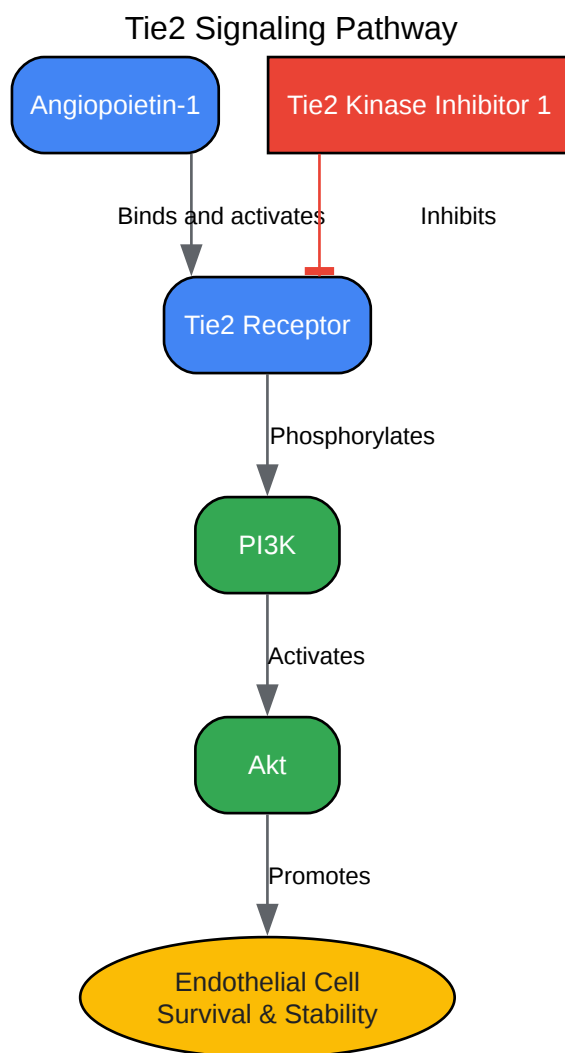 Tie2 Signaling Pathway
Angiopoietin-1
Tie2 Kinase Inhibitor 1
Binds and activates
Inhibits
Tie2 Receptor
Phosphorylates
PI3K
Activates
Akt
Promotes
Endothelial Cell
Survival & Stability